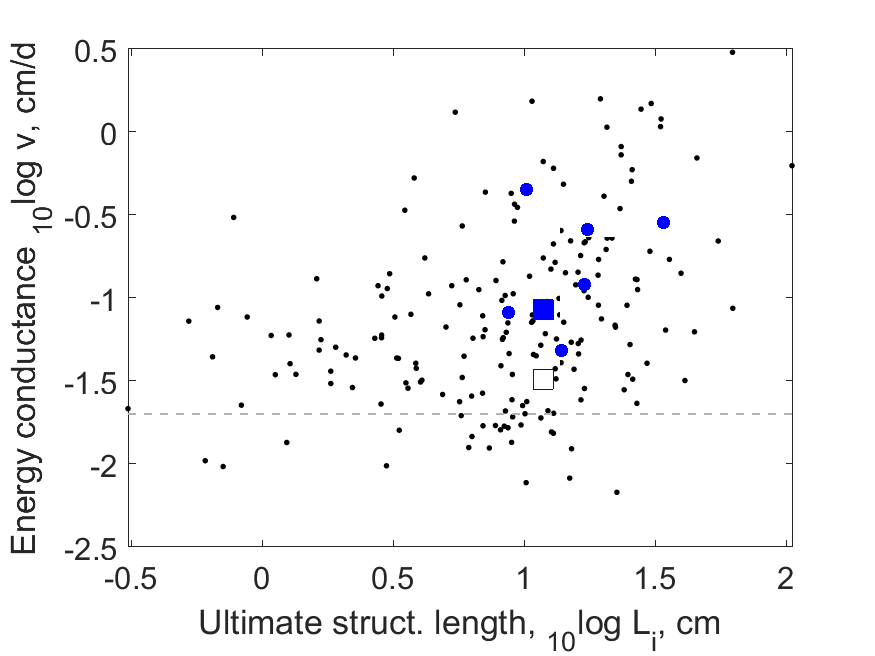 Energy conductance 10log v, cm/d
0.5
0
-0.5
-1
-1.5
-2
-2.5
-0.5 0 0.5 1 1.5 2
Ultimate struct. length, 10log Li, cm